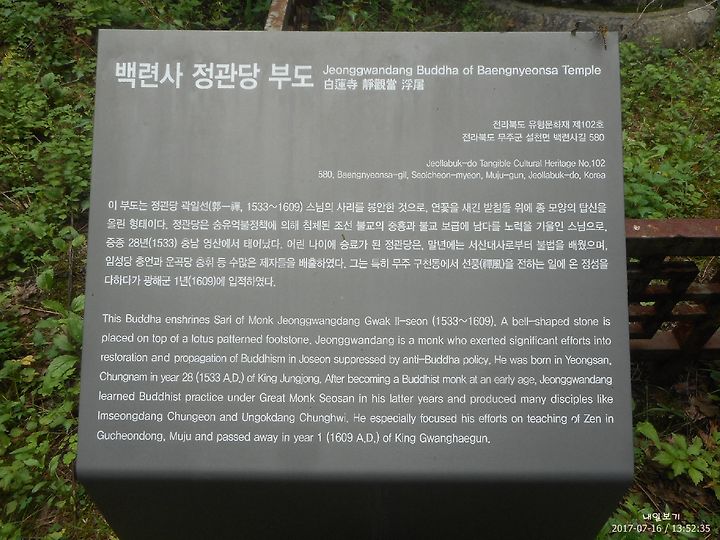 백련사 정관당 부도 Jeonggwandang Buddha of Baengnyeonsa Temple
白蓮寺 靜觀當 浮屠
전라북도 유형문화재 제102호
전라북도 무주군 설천면 백련사길 580
Jeollabuk-do Tangible Cultural Heritage No.102
580, Baengnyeonsa-gil, Seolcheon-myeon, Muju-gun, Jeollabuk-do, Korea
이 부도는 정관당 곽일선(郭一禪, 1533~1609) 스님의 사리를 봉안한 것으로, 연꽃을 새긴 받침돌 위에 종 모양의 탑신을
올린 형태이다. 정관당은 숭유억불정책에 의해 침체된 조선 불교의 중흥과 불교 보급에 남다를 노력을 기울인 스님으로,
중종 28년(1533) 충남 영산에서 태어났다. 어린 나이에 승료가 된 정관당은, 말년에는 서산대사로부터 불법을 배웠으며,
임성당 충언과 운곡당 충휘 등 수많은 제자들을 배출하였다. 그는 특히 무주 구천동에서 선풍(禪風)을 전하는 일에 온 정성을
다하다가 광해군 1년(1609)에 입적하였다.
This Buddha enshrines Sari of Monk Jeonggwangdang Gwak Il-seon (1533~1609). A bell-shaped stone is
placed on top of a lotus patterned footstone. Jeonggwandang is a monk who exerted significant efforts into
restoration and propagation of Buddhism in Joseon suppressed by anti-Buddha policy. He was born in Yeongsan,
Chungnam in year 28 (1533 A.D.) of King Jungjong. After becoming a Buddhist monk at an early age, Jeonggwandang
learned Buddhist practice under Great Monk Seosan in his latter years and produced many disciples like
Imseongdang Chungeon and Ungokdang Chunghwi. He especially focused his efforts on teaching of Zen in
Gucheondong, Muju and passed away in year 1 (1609 A.D.) of King Gwanghaegun.
내일보기
2017-07-16 / 13:52:35